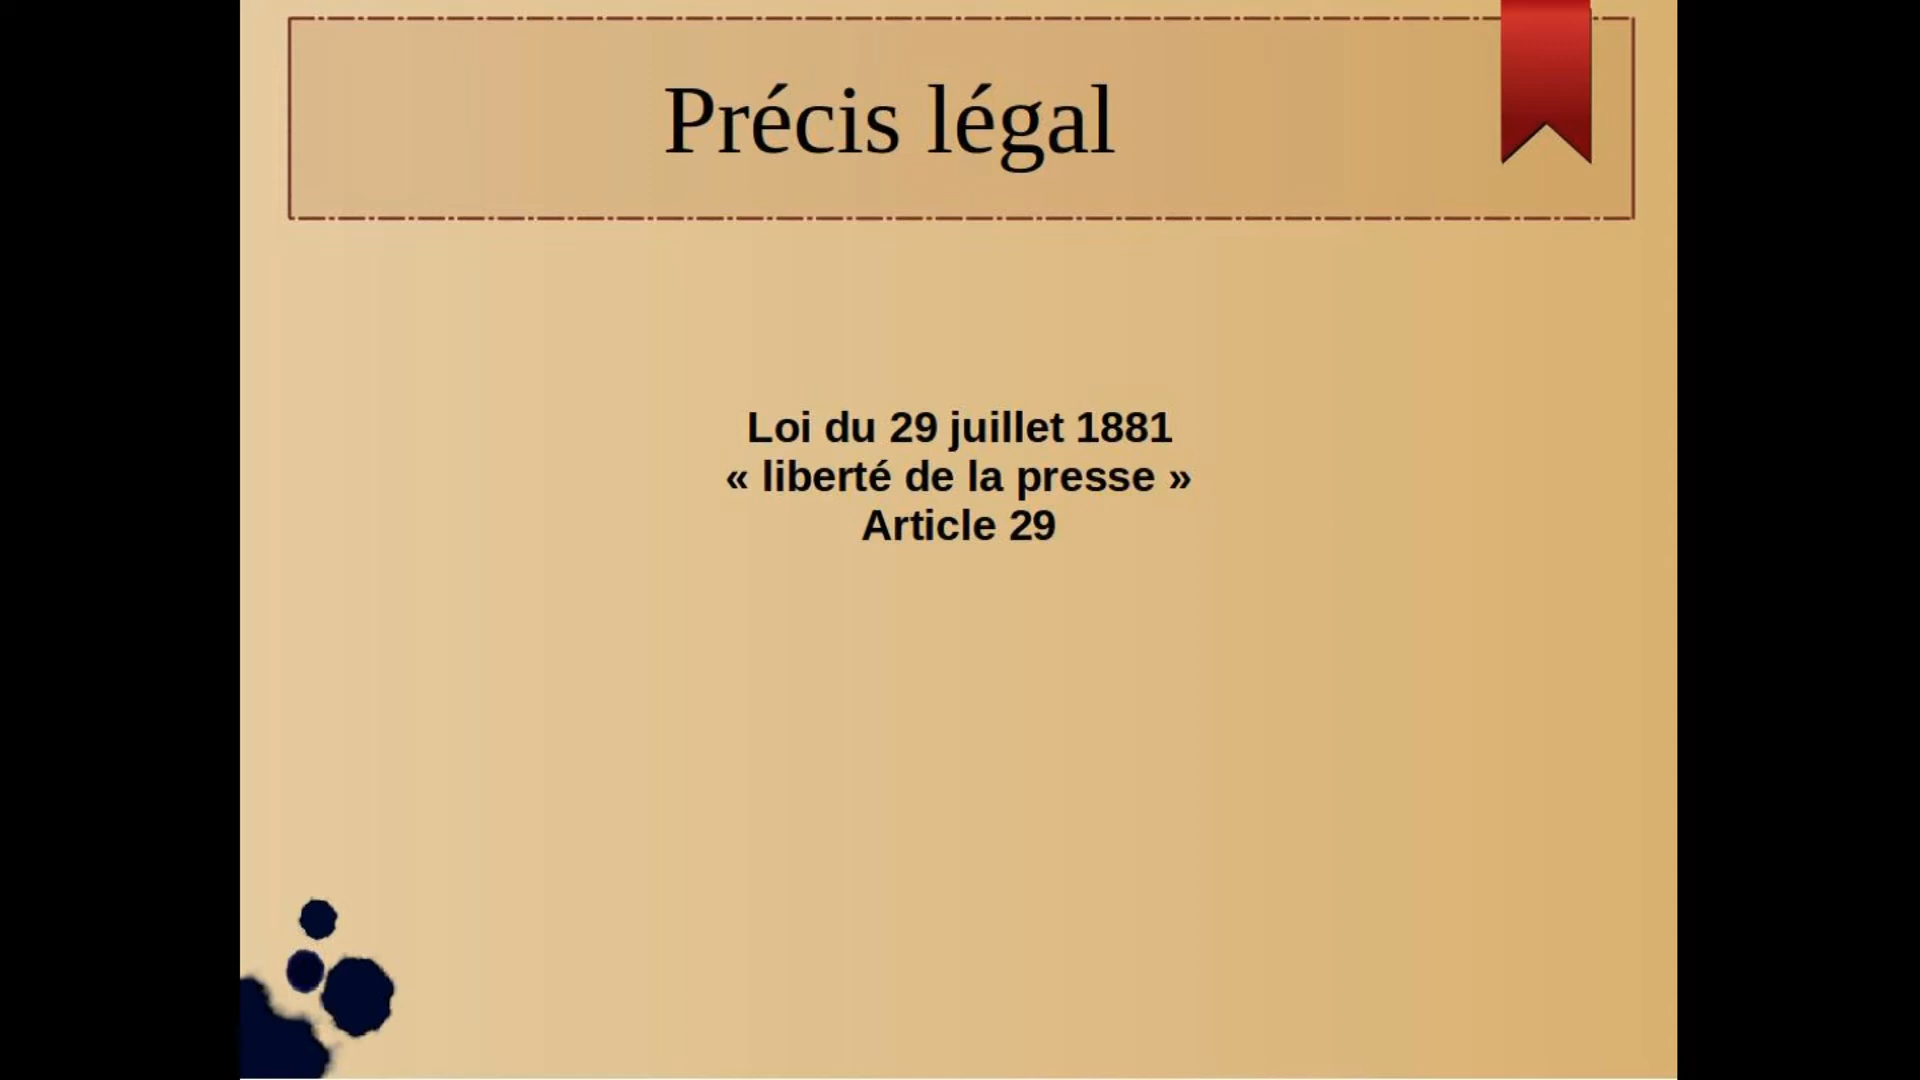 Précis légal
Loi du 29 juillet 1881
« liberté de la presse »
Article 29